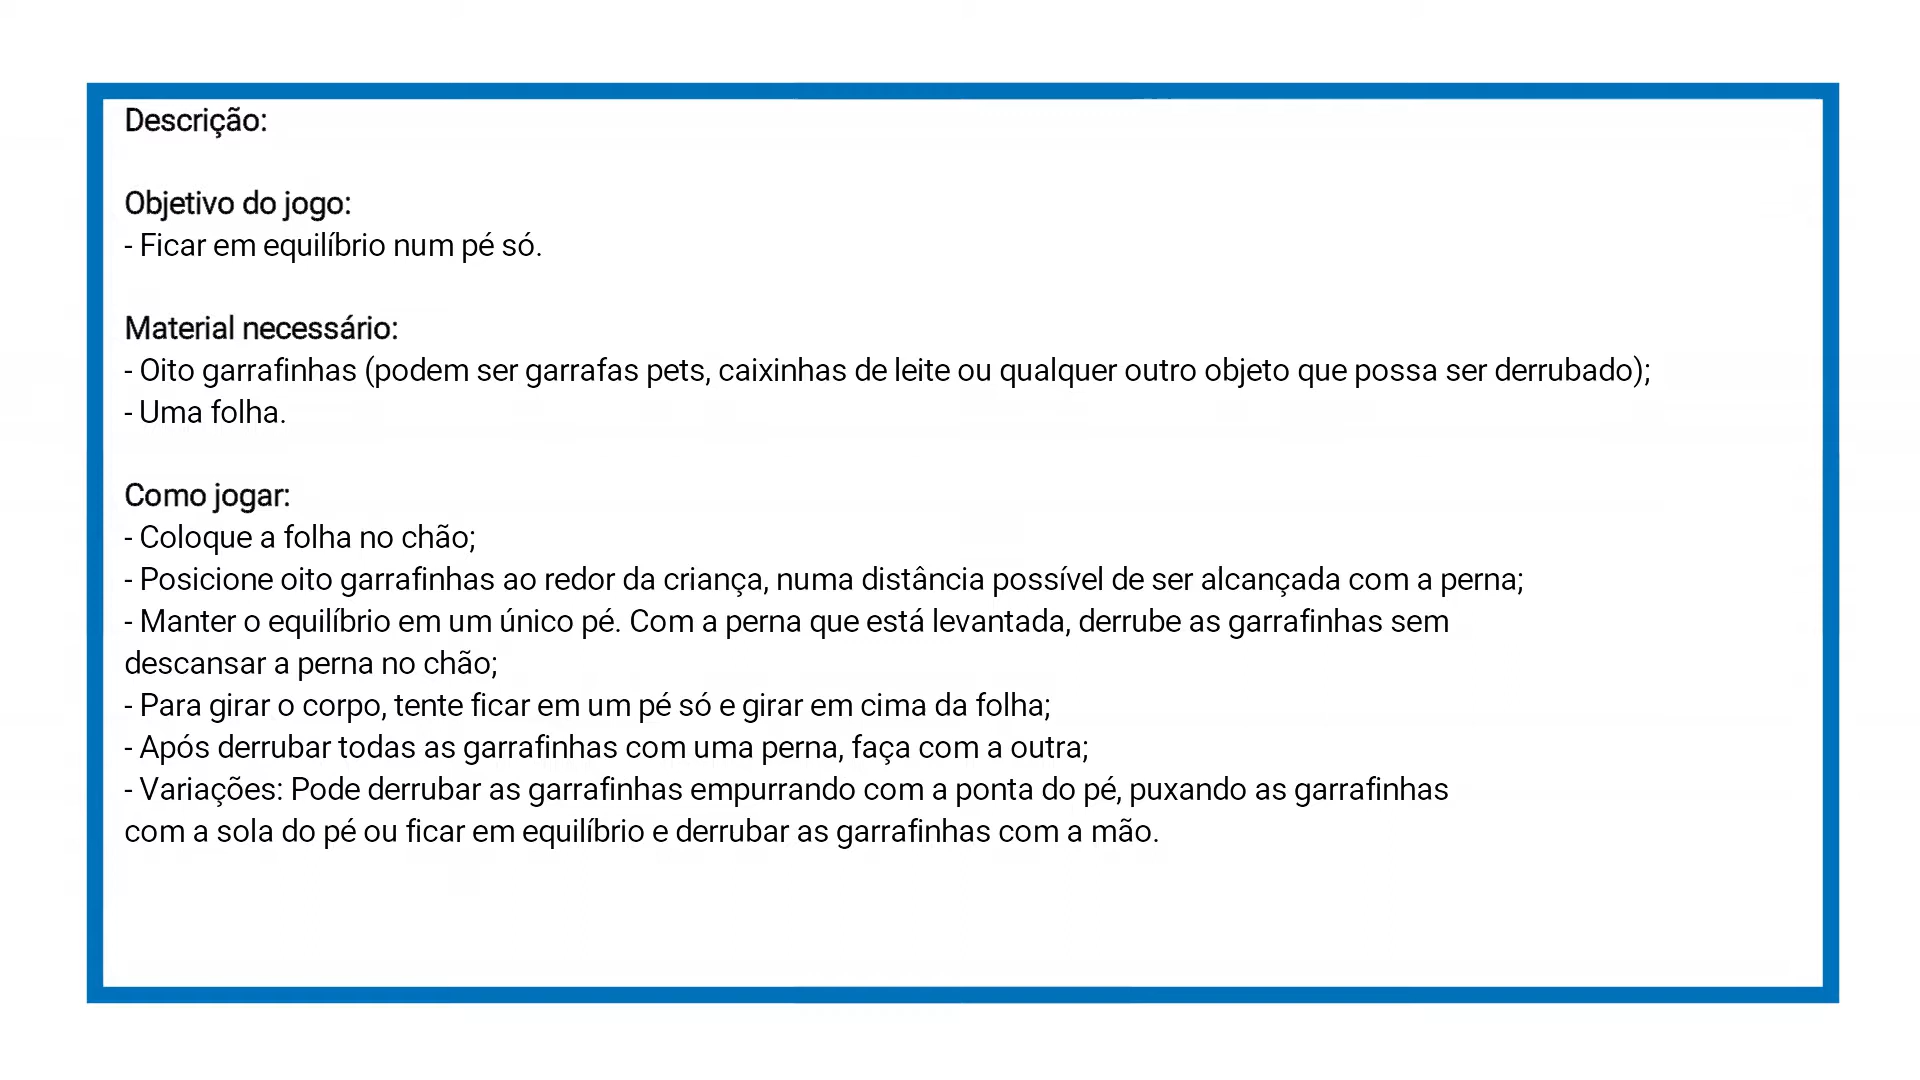 Descrição:
Objetivo do jogo:
- Ficar em equilíbrio num pé só.
Material necessário:
- Oito garrafinhas (podem ser garrafas pets, caixinhas de leite ou qualquer outro objeto que possa ser derrubado);
- Uma folha.
Como jogar:
- Coloque a folha no chão;
- Posicione oito garrafinhas ao redor da criança, numa distância possível de ser alcançada com a perna;
- Manter o equilíbrio em um único pé. Com a perna que está levantada, derrube as garrafinhas sem
descansar a perna no chão;
- Para girar o corpo, tente ficar em um pé só e girar em cima da folha;
- Após derrubar todas as garrafinhas com uma perna, faça com a outra;
- Variações: Pode derrubar as garrafinhas empurrando com a ponta do pé, puxando as garrafinhas
com a sola do pé ou ficar em equilíbrio e derrubar as garrafinhas com a mão.